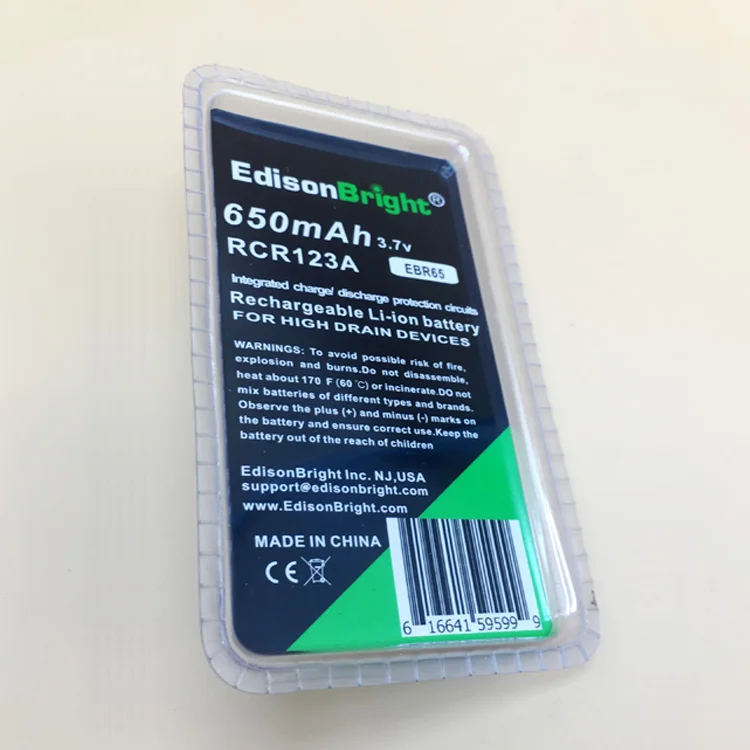 EdisonBright®
650mAh 3.7v
RCR123A EBR65
Integrated charge/ discharge protection circuits
Rechargeable Li-ion battery
FOR HIGH DRAIN DEVICES
WARNINGS: To avoid possible risk of fire,
explosion and burns.Do not disassemble,
heat about 170 F (60 ℃) or incinerate.DO not
mix batteries of different types and brands.
Observe the plus (+) and minus (-) marks on
the battery and ensure correct use.Keep the
battery out of the reach of children
EdisonBright Inc. NJ,USA
support@edisonbright.com
www.EdisonBright.com
MADE IN CHINA
CE
6 16641 59599 9